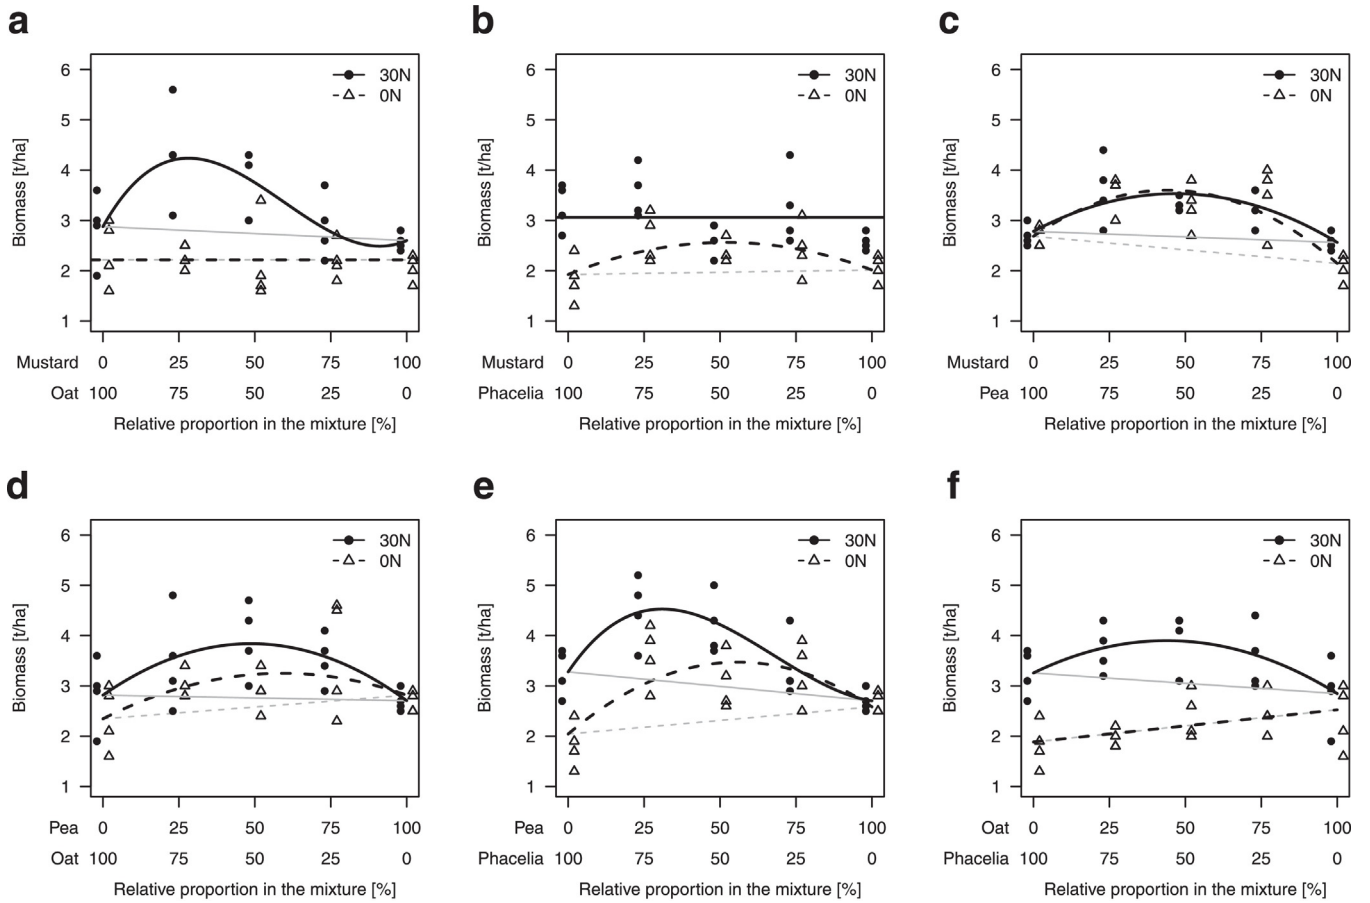 a
6
5
4
3
2
1
Biomass [t/ha]
30N
0N
Mustard 0 25 50 75 100
Oat 100 75 50 25 0
Relative proportion in the mixture [%]
b
6
5
4
3
2
1
Biomass [t/ha]
30N
0N
Mustard 0 25 50 75 100
Phacelia 100 75 50 25 0
Relative proportion in the mixture [%]
c
6
5
4
3
2
1
Biomass [t/ha]
30N
0N
Mustard 0 25 50 75 100
Pea 100 75 50 25 0
Relative proportion in the mixture [%]
d
6
5
4
3
2
1
Biomass [t/ha]
30N
0N
Pea 0 25 50 75 100
Oat 100 75 50 25 0
Relative proportion in the mixture [%]
e
6
5
4
3
2
1
Biomass [t/ha]
30N
0N
Pea 0 25 50 75 100
Phacelia 100 75 50 25 0
Relative proportion in the mixture [%]
f
6
5
4
3
2
1
Biomass [t/ha]
30N
0N
Oat 0 25 50 75 100
Phacelia 100 75 50 25 0
Relative proportion in the mixture [%]